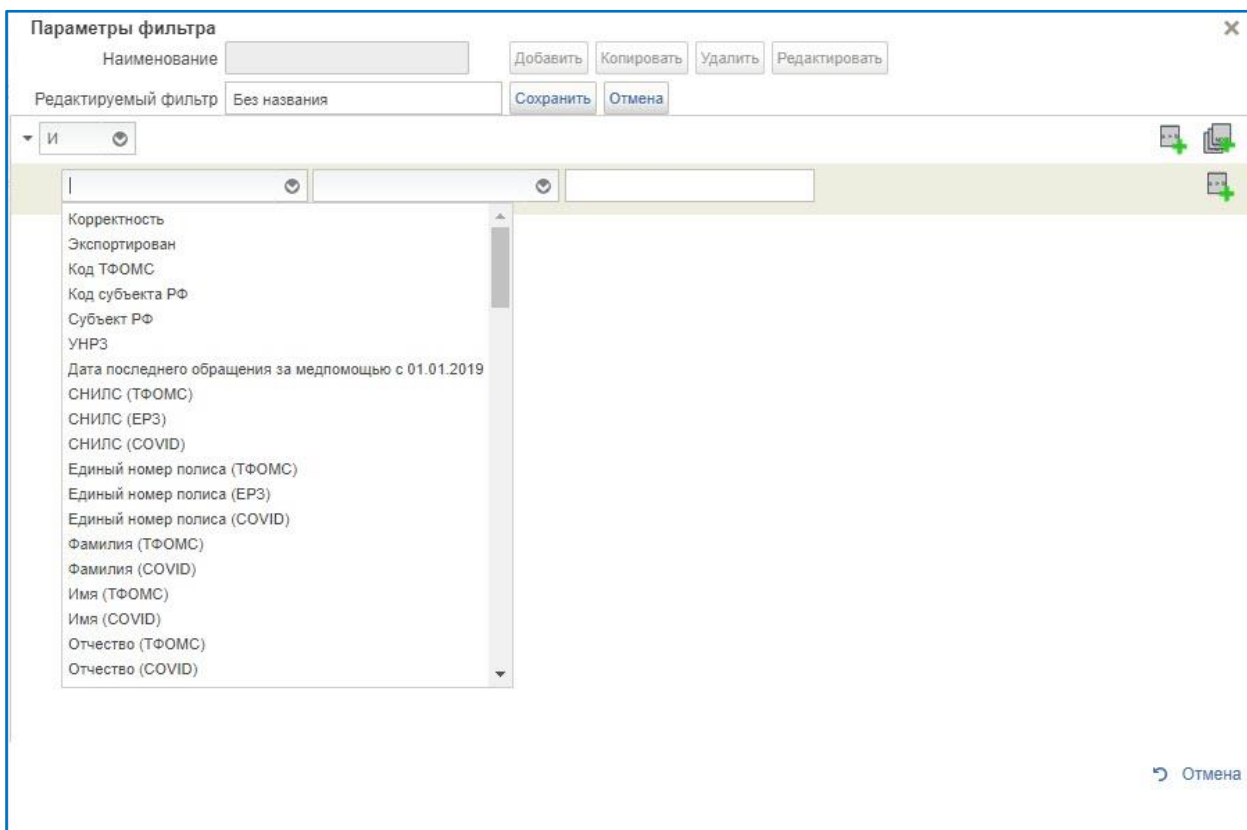 Параметры фильтра
Наименование Добавить Копировать Удалить Редактировать
Редактируемый фильтр Без названия Сохранить Отмена
И
Корректность
Экспортирован
Код ТФОМС
Код субъекта РФ
Субъект РФ
УНРЗ
Дата последнего обращения за медпомощью с 01.01.2019
СНИЛС (ТФОМС)
СНИЛС (ЕРЗ)
СНИЛС (COVID)
Единый номер полиса (ТФОМС)
Единый номер полиса (ЕРЗ)
Единый номер полиса (COVID)
Фамилия (ТФОМС)
Фамилия (COVID)
Имя (ТФОМС)
Имя (COVID)
Отчество (ТФОМС)
Отчество (COVID)
Отмена